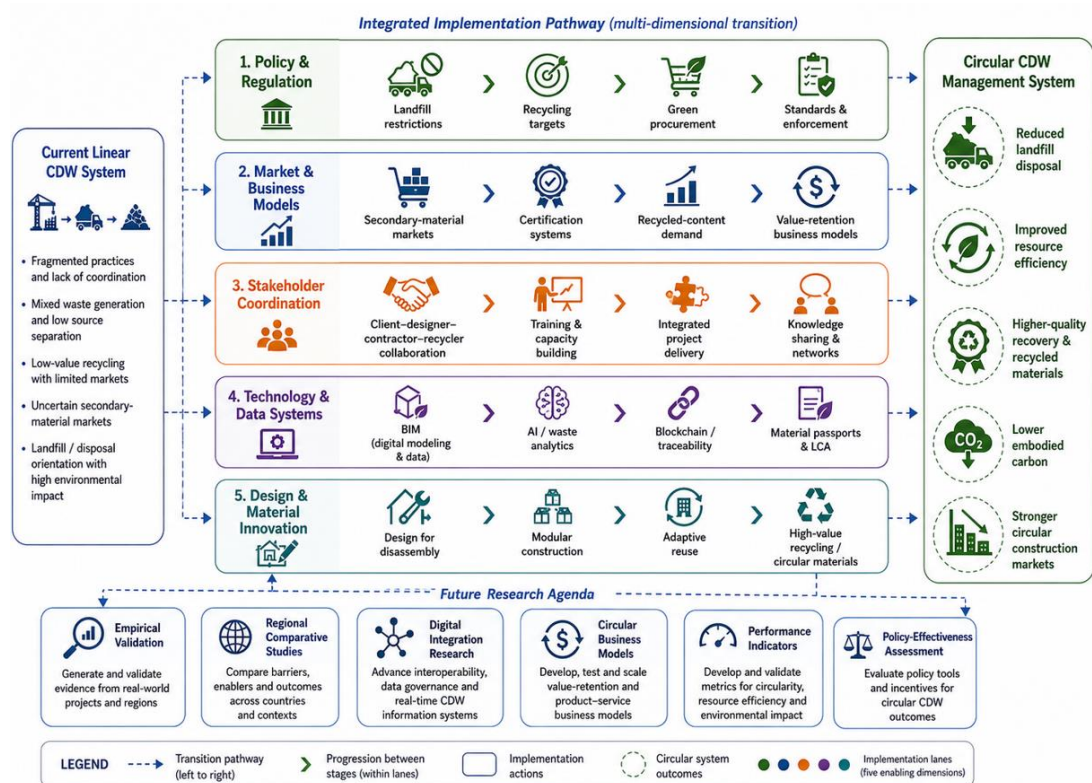 Integrated Implementation Pathway (multi-dimensional transition)
Current Linear
CDW System
• Fragmented practices
and lack of coordination
• Mixed waste generation
and low source
separation
• Low-value recycling
with limited markets
• Uncertain secondary-
material markets
• Landfill / disposal
orientation with
high environmental
impact
1. Policy &
Regulation
Landfill
restrictions
Recycling
targets
Green
procurement
Standards &
enforcement
2. Market &
Business
Models
Secondary-material
markets
Certification
systems
Recycled-content
demand
Value-retention
business models
3. Stakeholder
Coordination
Client–designer–
contractor–recycler
collaboration
Training &
capacity
building
Integrated
project
delivery
Knowledge
sharing &
networks
4. Technology &
Data Systems
BIM
(digital modeling
& data)
AI / waste
analytics
Blockchain /
traceability
Material passports
& LCA
5. Design &
Material
Innovation
Design for
disassembly
Modular
construction
Adaptive
reuse
High-value
recycling /
circular materials
Circular CDW
Management System
Reduced
landfill
disposal
Improved
resource
efficiency
Higher-quality
recovery &
recycled
materials
CO2
Lower
embodied
carbon
Stronger
circular
construction
markets
Future Research Agenda
Empirical
Validation
Generate and validate
evidence from real-world
projects and regions
Regional
Comparative
Studies
Compare barriers,
enablers and outcomes
across countries
and contexts
Digital
Integration
Research
Advance interoperability,
data governance and
real-time CDW
information systems
Circular
Business
Models
Develop, test and scale
value-retention and
product–service
business models
Performance
Indicators
Develop and validate
metrics for circularity,
resource efficiency and
environmental impact
Policy-Effectiveness
Assessment
Evaluate policy tools
and incentives for
circular CDW
outcomes
LEGEND
Transition pathway
(left to right)
Progression between
stages (within lanes)
Implementation
actions
Circular system
outcomes
Implementation lanes
(five enabling dimensions)